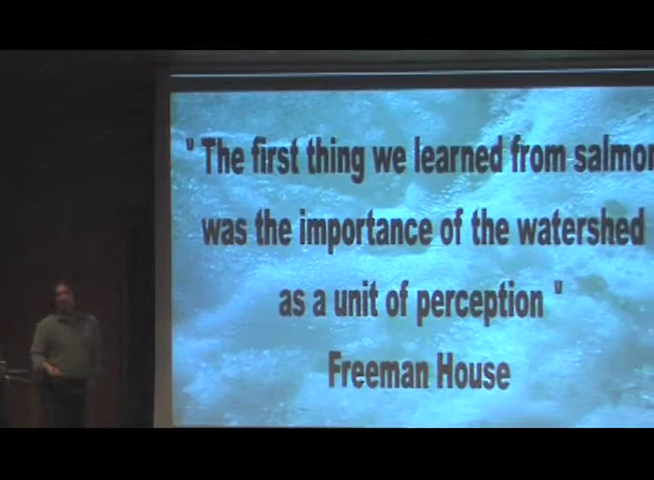 " The first thing we learned from salmon
was the importance of the watershed
as a unit of perception "
Freeman House